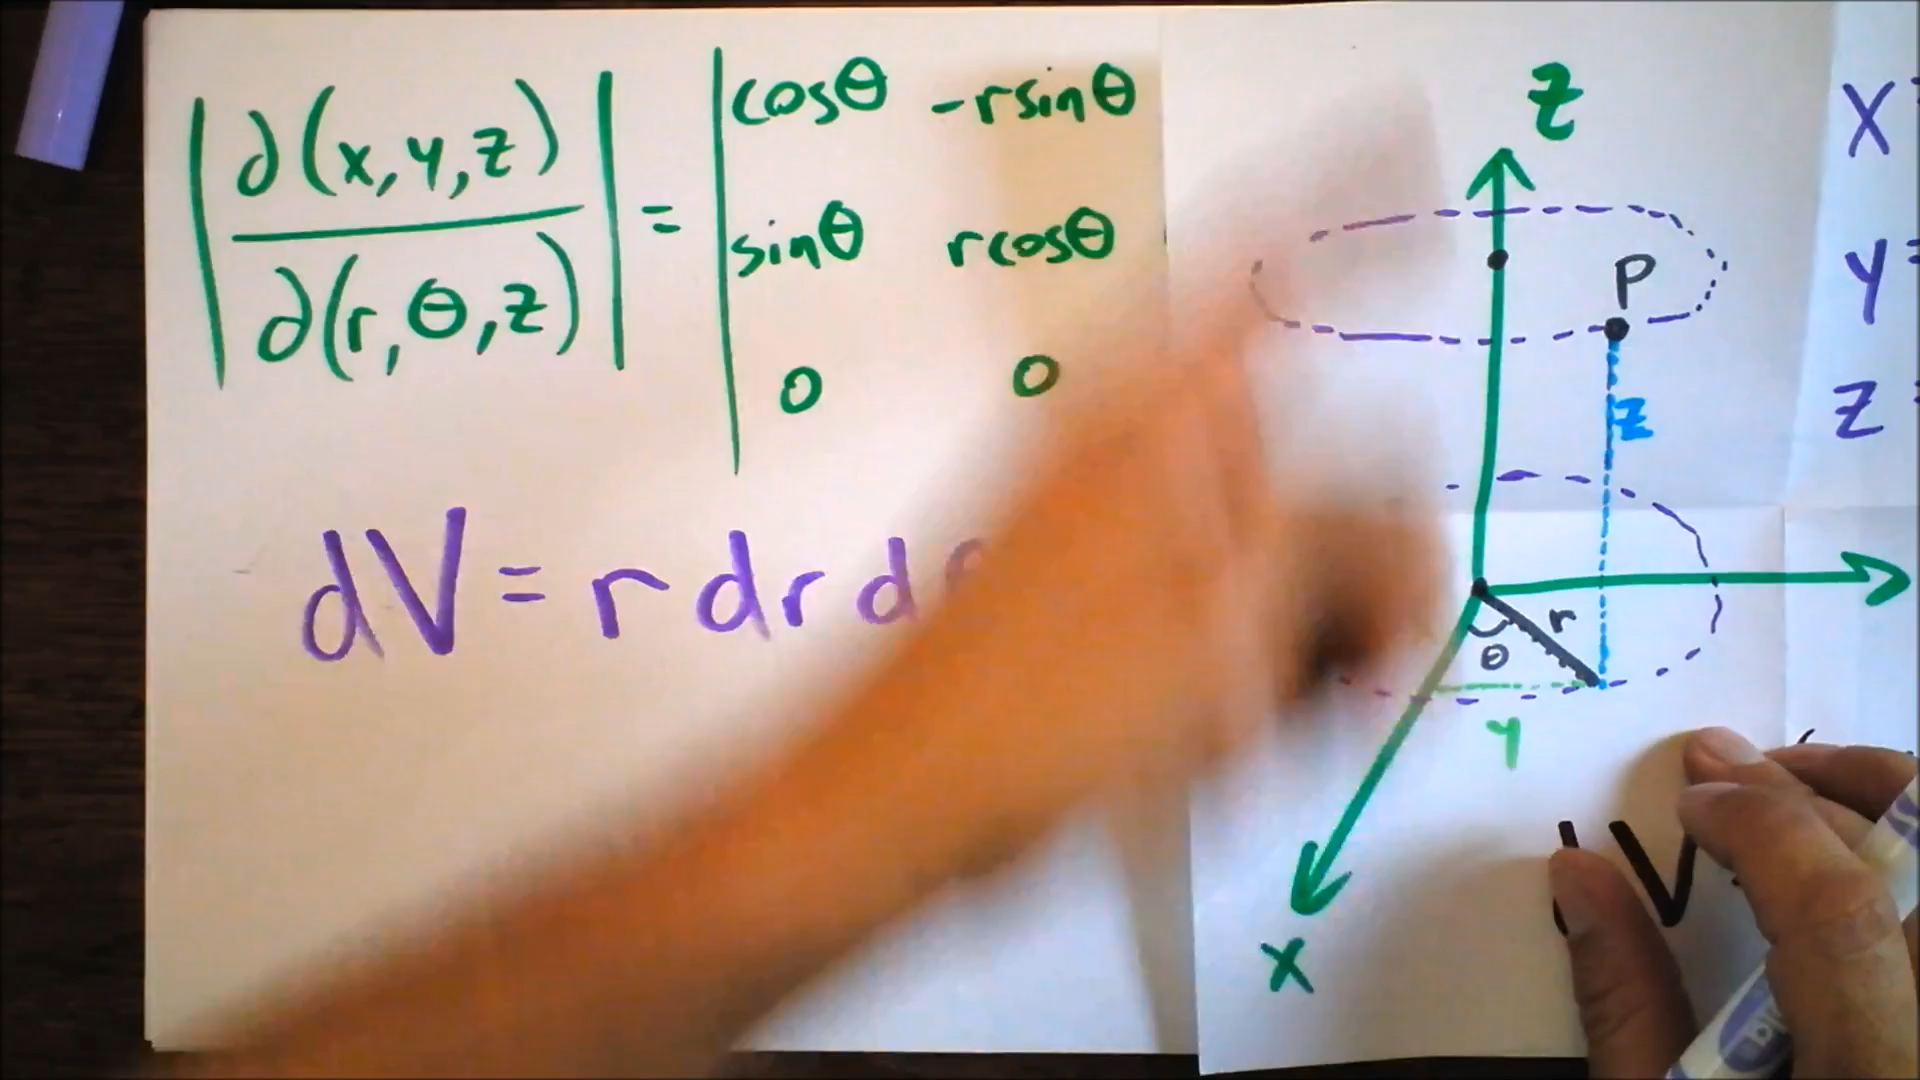 |∂(x,y,z)/∂(r,θ,z)| = | cosθ -rsinθ
sinθ rcosθ
0 0
dV = r dr d
z
P
z
r
θ
y
x
X
Y
Z
V